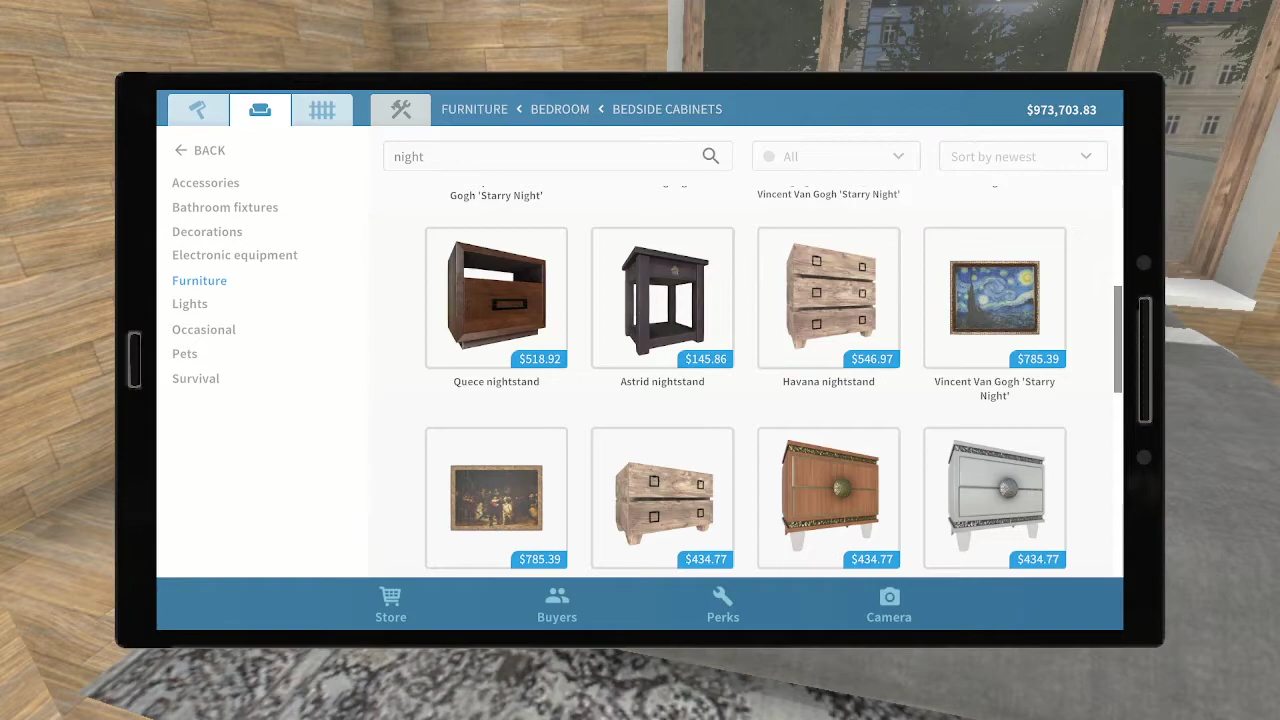 FURNITURE < BEDROOM < BEDSIDE CABINETS
$973,703.83
BACK
night
All
Sort by newest
Accessories
Bathroom fixtures
Decorations
Electronic equipment
Furniture
Lights
Occasional
Pets
Survival
Gogh 'Starry Night'
Vincent Van Gogh 'Starry Night'
$518.92
$145.86
$546.97
$785.39
Quece nightstand
Astrid nightstand
Havana nightstand
Vincent Van Gogh 'Starry
Night'
$785.39
$434.77
$434.77
$434.77
Store
Buyers
Perks
Camera